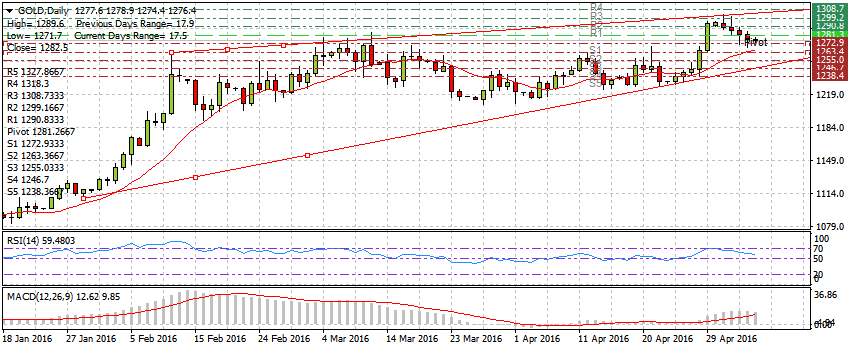 GOLD,Daily 1277.6 1278.9 1274.4 1276.4
High= 1289.6 Previous Days Range= 17.9
Low= 1271.7 Current Days Range= 17.5
Close= 1282.5
R5 1327.8667
R4 1318.3
R3 1308.7333
R2 1299.1667
R1 1290.8333
Pivot 1281.2667
S1 1272.9333
S2 1263.3667
S3 1255.0333
S4 1246.7
S5 1238.3667
R4
R3
R1
Pivot
S1
S5
1308.7
1299.2
1290.8
1281.3
1272.9
1263.4
1255.0
1246.7
1238.4
1219.0
1184.0
1149.0
1114.0
1079.0
RSI(14) 59.4803
100
70
50
20
0
MACD(12,26,9) 12.62 9.85
36.86
0.00
18 Jan 2016 27 Jan 2016 5 Feb 2016 15 Feb 2016 24 Feb 2016 4 Mar 2016 14 Mar 2016 23 Mar 2016 1 Apr 2016 11 Apr 2016 20 Apr 2016 29 Apr 2016